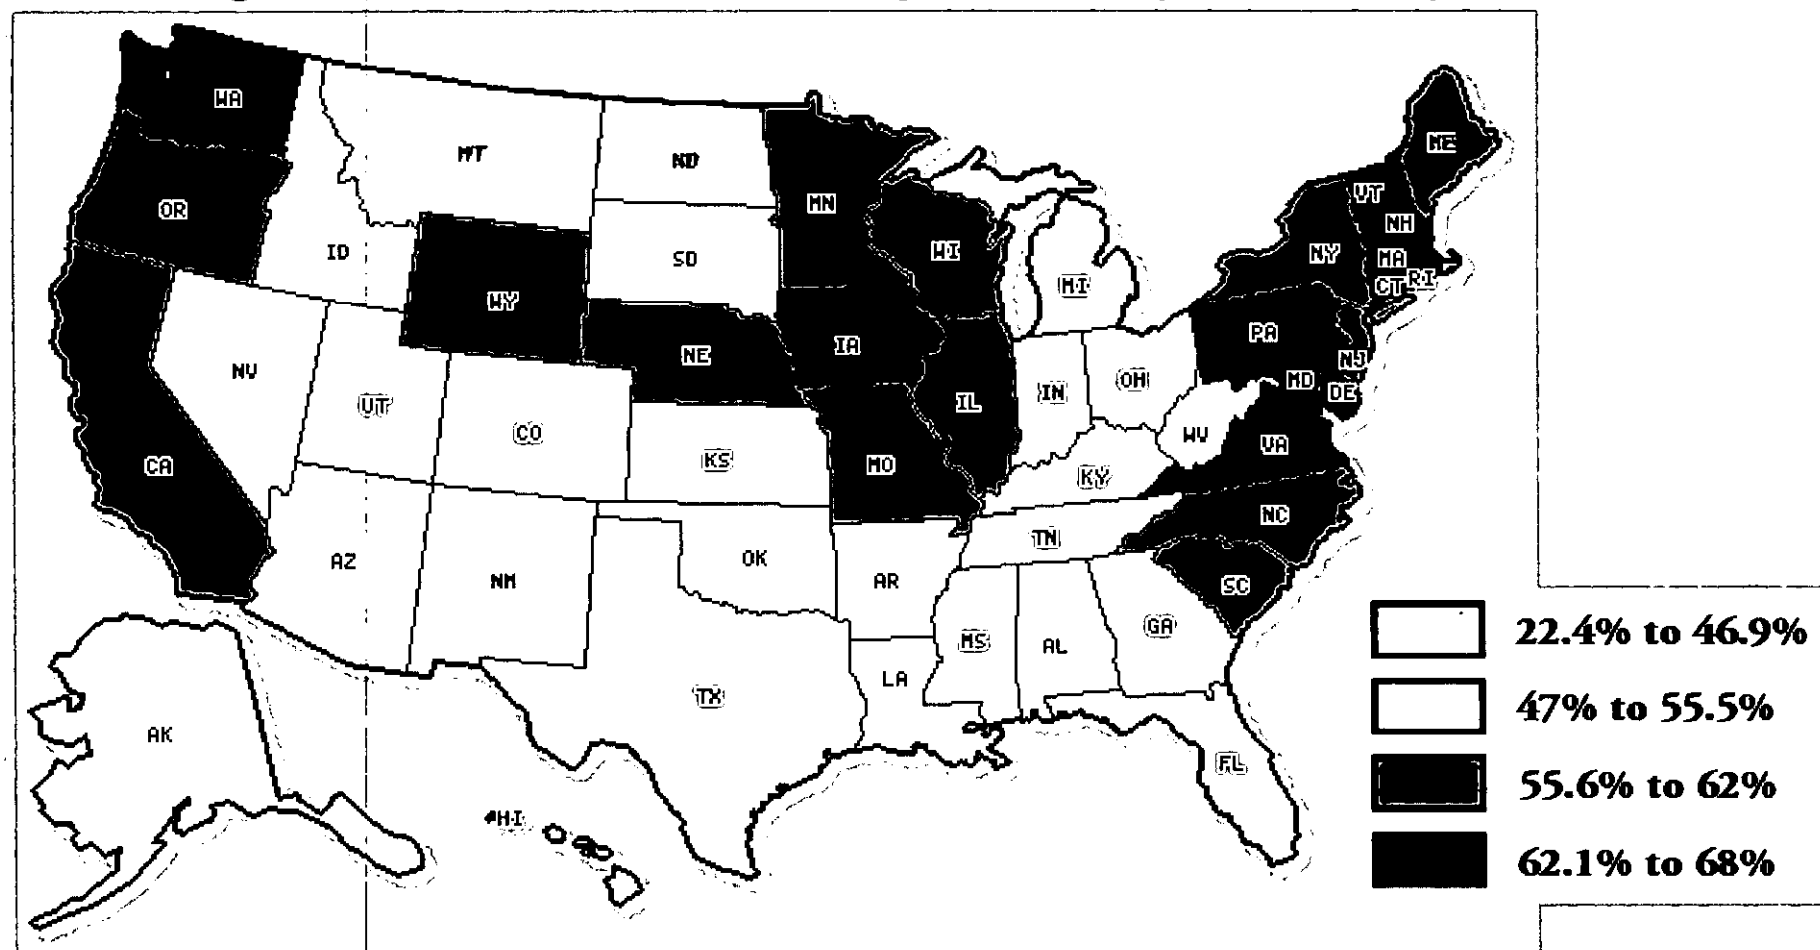 WA
ME
MT
ND
VT
MN
OR
NH
WI
ID
NY
SD
MA
RI
CT
MI
WY
PA
IA
NE
NJ
NV
MD
OH
IN
DE
UT
IL
CO
WV
VA
CA
KS
MO
KY
NC
TN
OK
AZ
NM
AR
SC
GA
MS
AL
LA
TX
AK
FL
HI
22.4% to 46.9%
47% to 55.5%
55.6% to 62%
62.1% to 68%